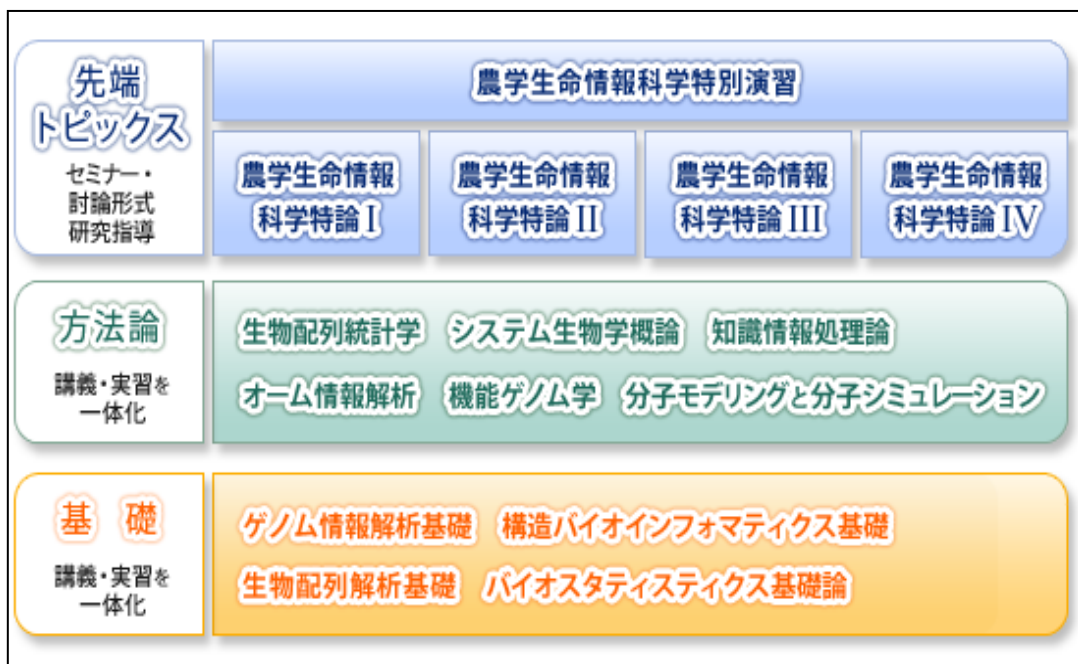 先端
トピックス
セミナー・
討論形式
研究指導
農学生命情報科学特別演習
農学生命情報
科学特論Ⅰ
農学生命情報
科学特論Ⅱ
農学生命情報
科学特論Ⅲ
農学生命情報
科学特論Ⅳ
方法論
講義・実習を
一体化
生物配列統計学 システム生物学概論 知識情報処理論
オーム情報解析 機能ゲノム学 分子モデリングと分子シミュレーション
基 礎
講義・実習を
一体化
ゲノム情報解析基礎 構造バイオインフォマティクス基礎
生物配列解析基礎 バイオスタティスティクス基礎論